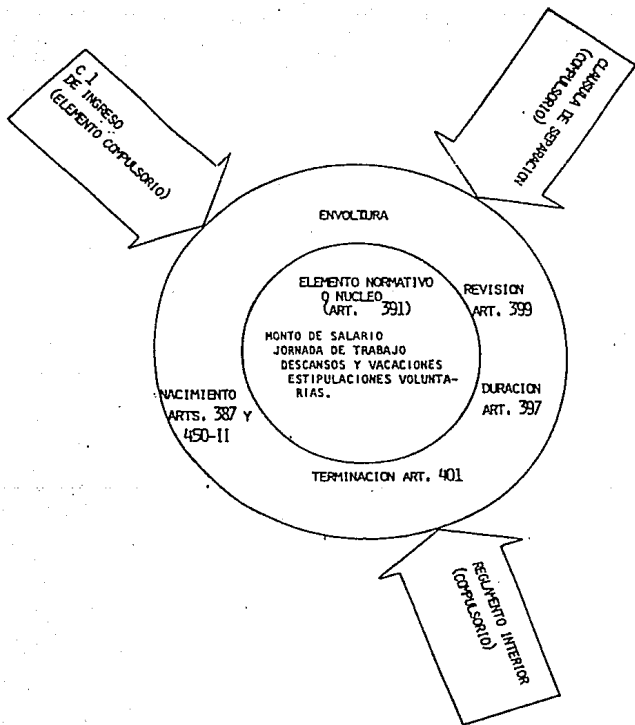 C 1
DE INGRESO
(ELEMENTO COMPULSORIO)
CLAUSULA DE SEPARACION
(COMPULSORIO)
ENVOLTURA
ELEMENTO NORMATIVO
O NUCLEO
(ART. 391)
MONTO DE SALARIO
JORNADA DE TRABAJO
DESCANSOS Y VACACIONES
ESTIPULACIONES VOLUNTA-
RIAS.
REVISION
ART. 399
DURACION
ART. 397
NACIMIENTO
ARTS. 387 Y
450-II
TERMINACION ART. 401
REGLAMENTO INTERIOR
(COMPULSORIO)